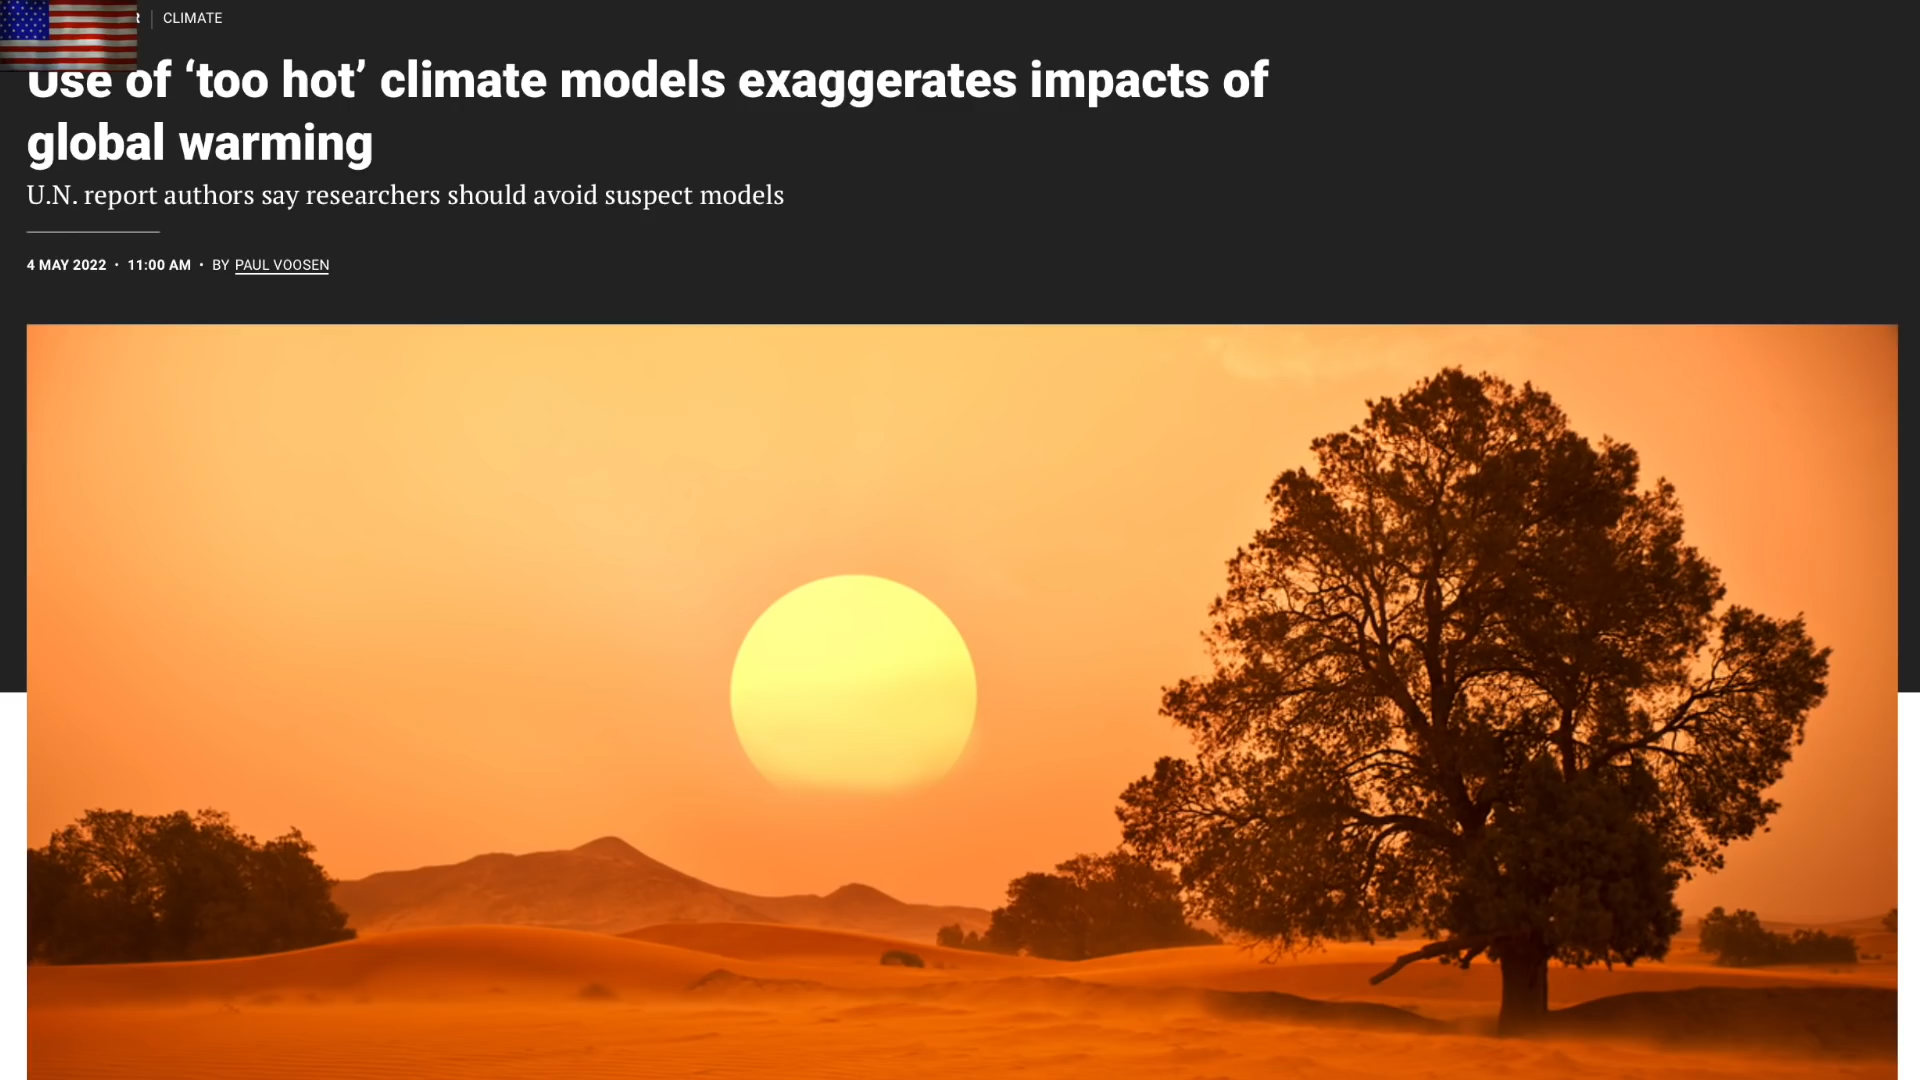 CLIMATE
Use of ‘too hot’ climate models exaggerates impacts of
global warming
U.N. report authors say researchers should avoid suspect models
4 MAY 2022 · 11:00 AM · BY PAUL VOOSEN